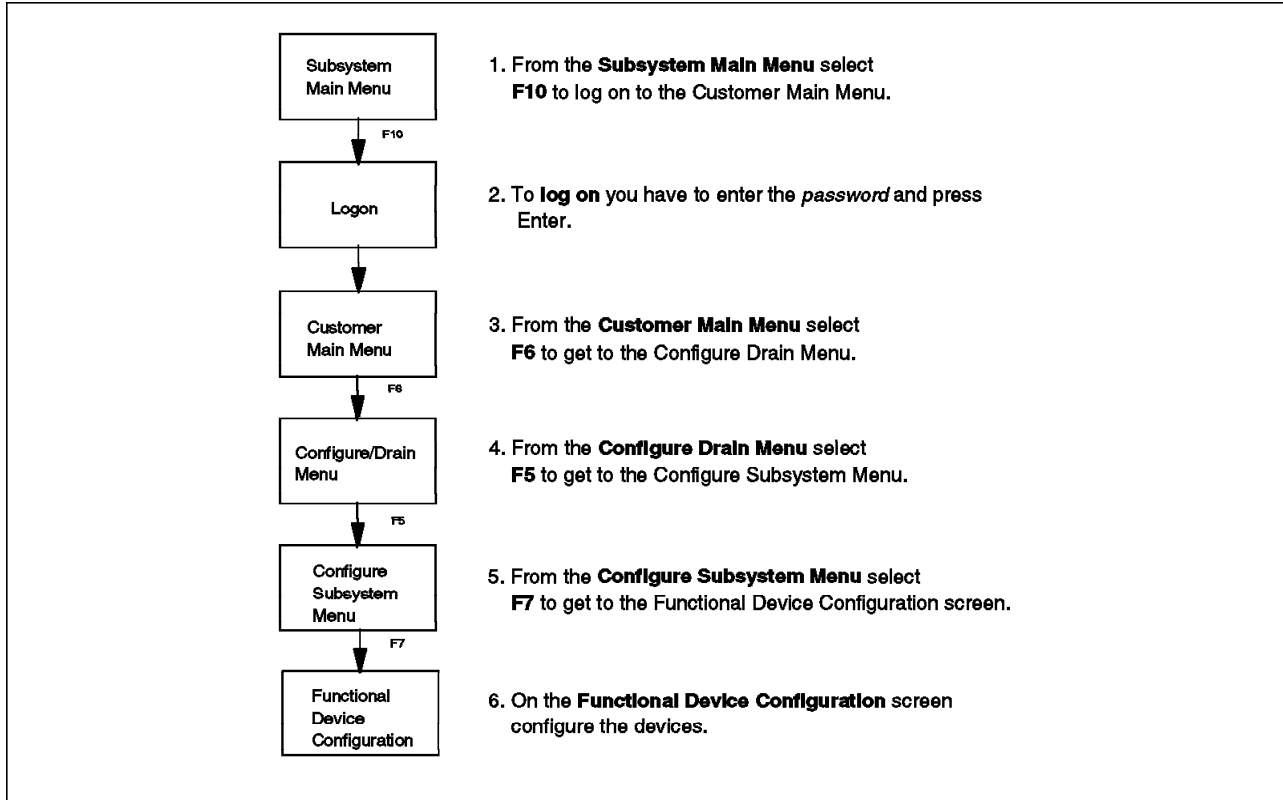 Subsystem
Main Menu
1. From the Subsystem Main Menu select
F10 to log on to the Customer Main Menu.
F10
Logon
2. To log on you have to enter the password and press
Enter.
Customer
Main Menu
3. From the Customer Main Menu select
F6 to get to the Configure Drain Menu.
F6
Configure/Drain
Menu
4. From the Configure Drain Menu select
F5 to get to the Configure Subsystem Menu.
F5
Configure
Subsystem
Menu
5. From the Configure Subsystem Menu select
F7 to get to the Functional Device Configuration screen.
F7
Functional
Device
Configuration
6. On the Functional Device Configuration screen
configure the devices.